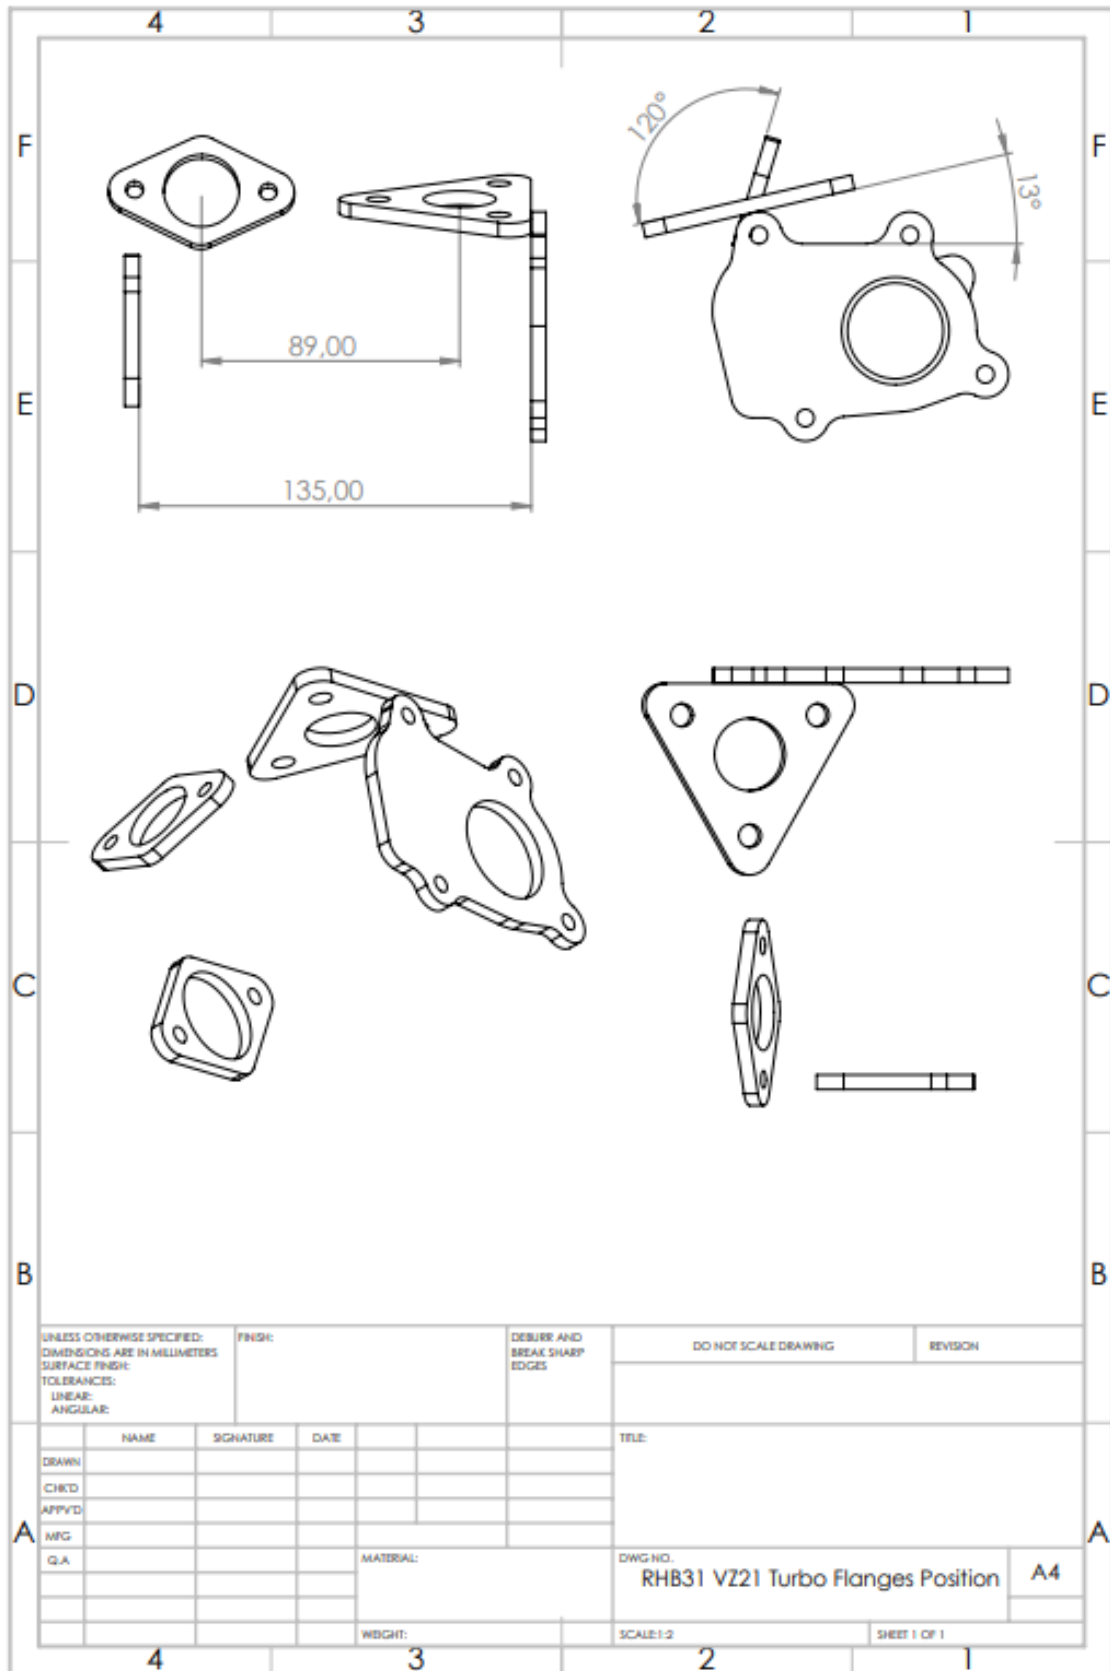 4 3 2 1
F F
120°
13°
89,00
E E
135,00
D D
C C
B B
UNLESS OTHERWISE SPECIFIED:
DIMENSIONS ARE IN MILLIMETERS
SURFACE FINISH:
TOLERANCES:
LINEAR:
ANGULAR:
FINISH:
DEBURR AND
BREAK SHARP
EDGES
DO NOT SCALE DRAWING
REVISION
NAME SIGNATURE DATE
TITLE:
DRAWN
CHK'D
APPV'D
A A
MFG
Q.A
MATERIAL:
DWG NO.
RHB31 VZ21 Turbo Flanges Position
A4
WEIGHT:
SCALE:1:2
SHEET 1 OF 1
4 3 2 1